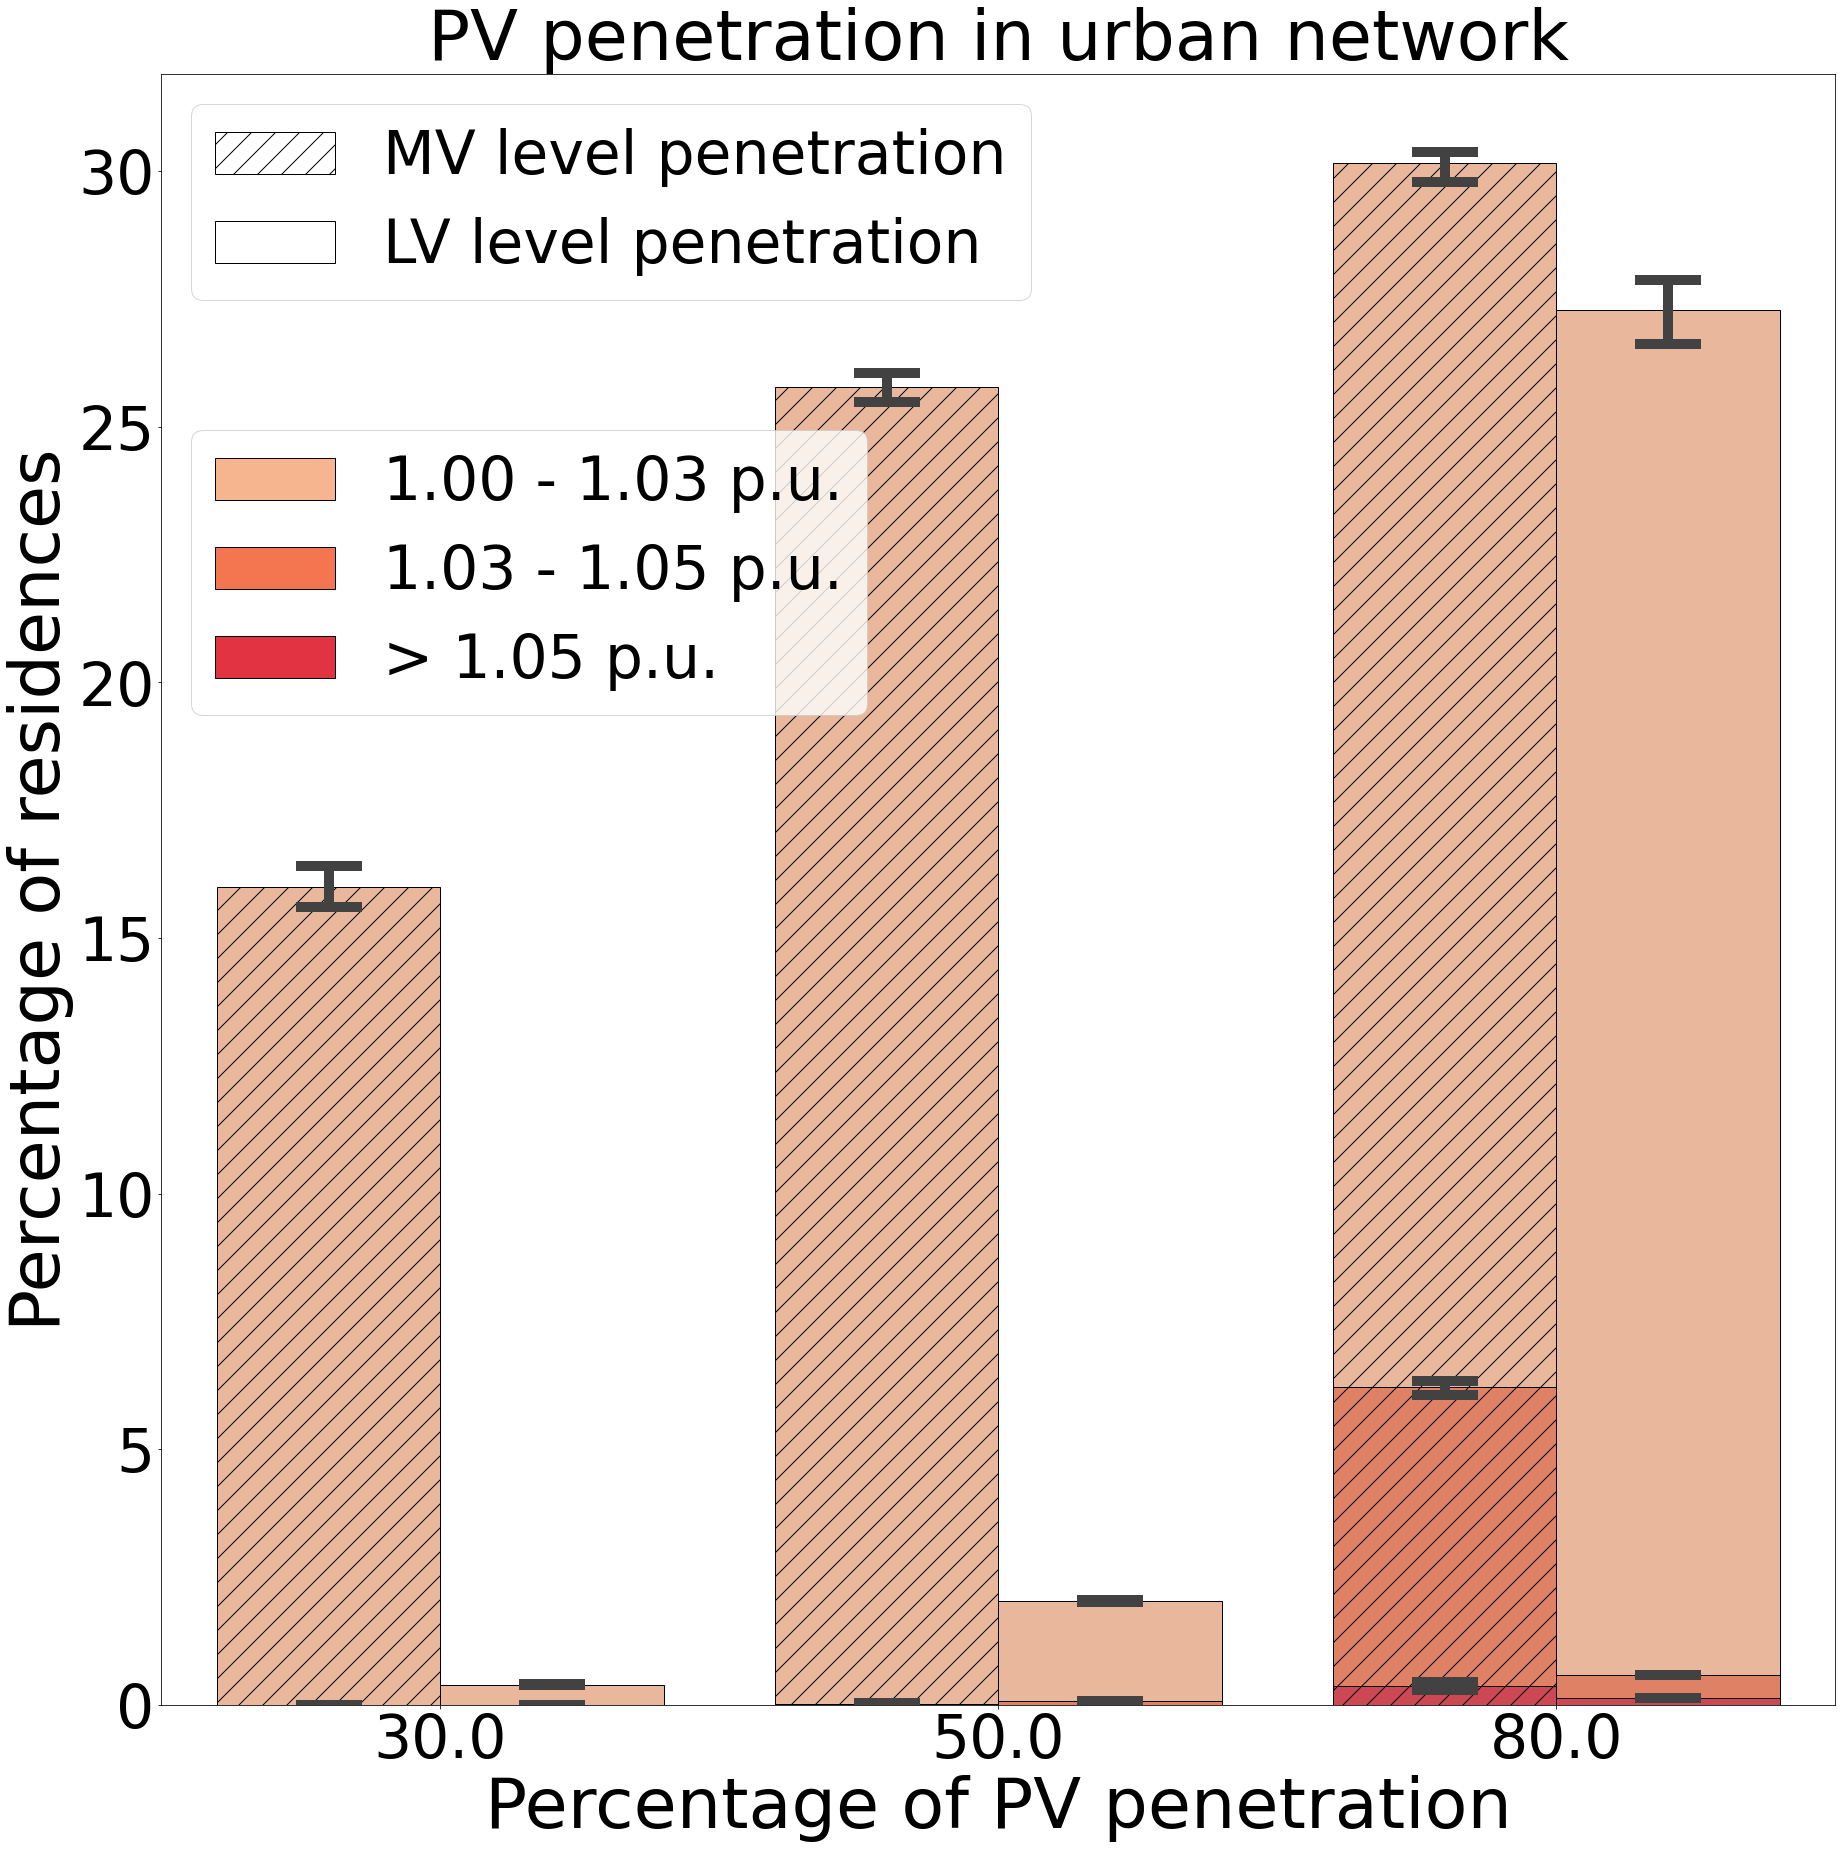 PV penetration in urban network
MV level penetration
LV level penetration
1.00 - 1.03 p.u.
1.03 - 1.05 p.u.
> 1.05 p.u.
Percentage of residences
30
25
20
15
10
5
0
30.0
50.0
80.0
Percentage of PV penetration